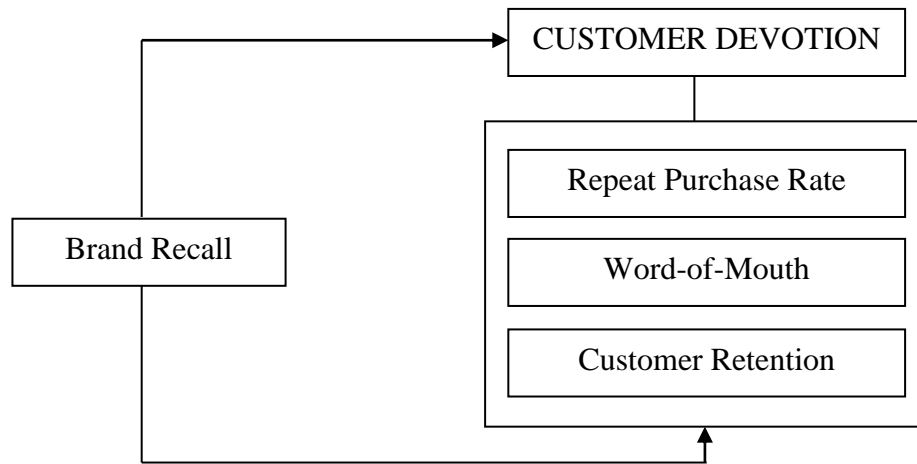 CUSTOMER DEVOTION
Repeat Purchase Rate
Brand Recall
Word-of-Mouth
Customer Retention